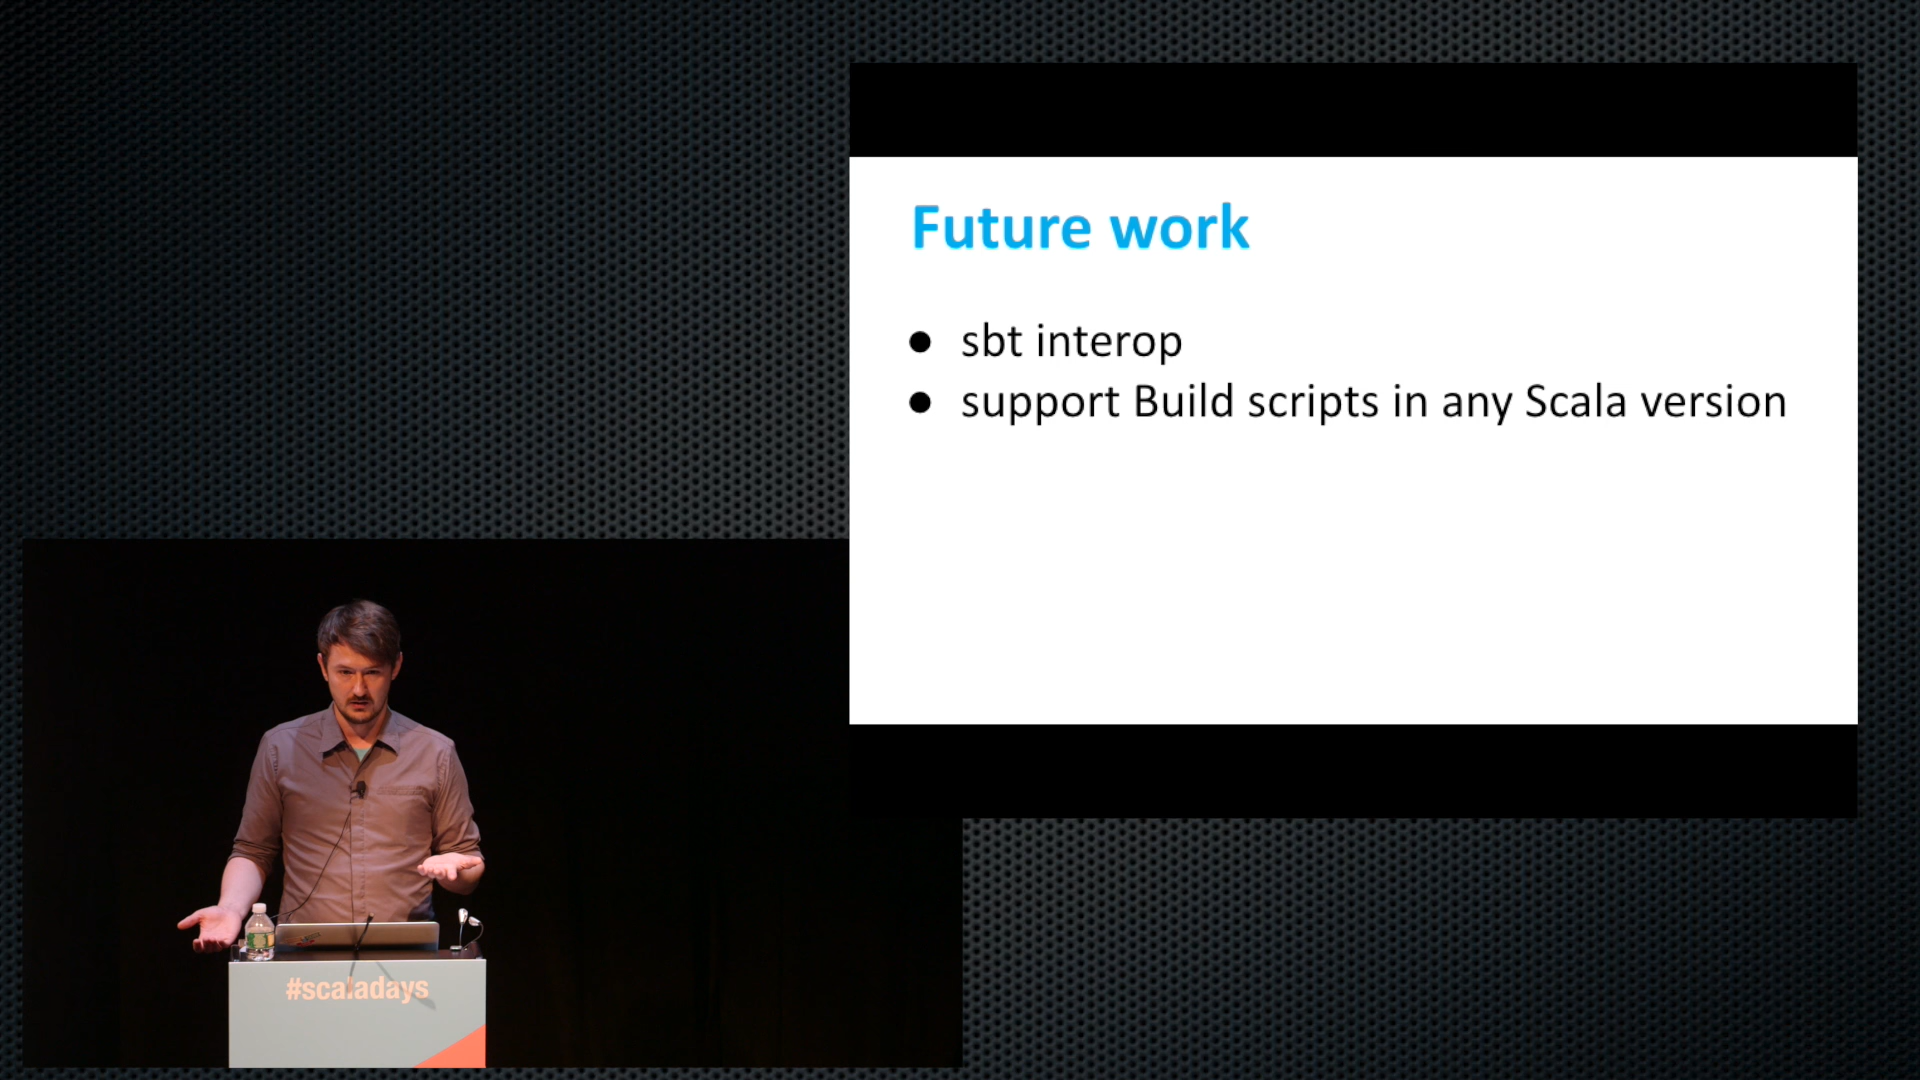 Future work
● sbt interop
● support Build scripts in any Scala version
#scaladays